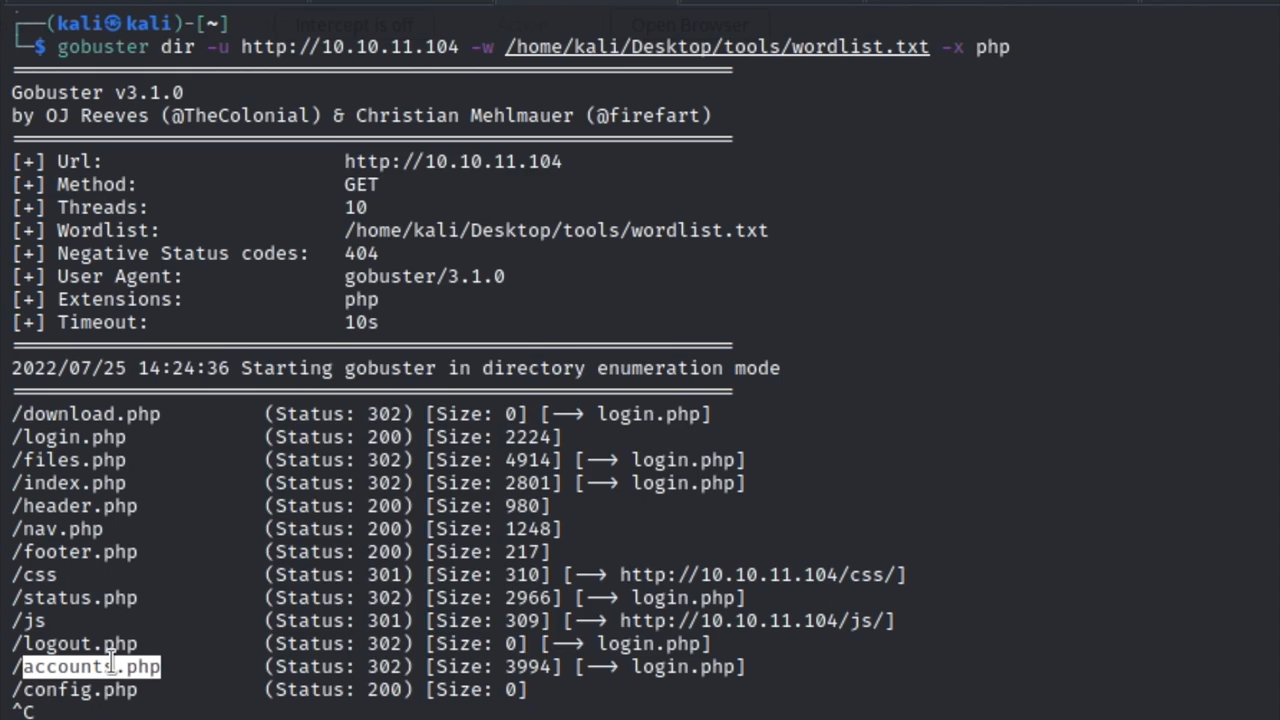 ┌──(kali㉿kali)-[~]
└─$ gobuster dir -u http://10.10.11.104 -w /home/kali/Desktop/tools/wordlist.txt -x php
Intercept is off
Open Browser
Gobuster v3.1.0
by OJ Reeves (@TheColonial) & Christian Mehlmauer (@firefart)
[+] Url: http://10.10.11.104
[+] Method: GET
[+] Threads: 10
[+] Wordlist: /home/kali/Desktop/tools/wordlist.txt
[+] Negative Status codes: 404
[+] User Agent: gobuster/3.1.0
[+] Extensions: php
[+] Timeout: 10s
2022/07/25 14:24:36 Starting gobuster in directory enumeration mode
/download.php (Status: 302) [Size: 0] [--> login.php]
/login.php (Status: 200) [Size: 2224]
/files.php (Status: 302) [Size: 4914] [--> login.php]
/index.php (Status: 302) [Size: 2801] [--> login.php]
/header.php (Status: 200) [Size: 980]
/nav.php (Status: 200) [Size: 1248]
/footer.php (Status: 200) [Size: 217]
/css (Status: 301) [Size: 310] [--> http://10.10.11.104/css/]
/status.php (Status: 302) [Size: 2966] [--> login.php]
/js (Status: 301) [Size: 309] [--> http://10.10.11.104/js/]
/logout.php (Status: 302) [Size: 0] [--> login.php]
/accounts.php (Status: 302) [Size: 3994] [--> login.php]
/config.php (Status: 200) [Size: 0]
^C